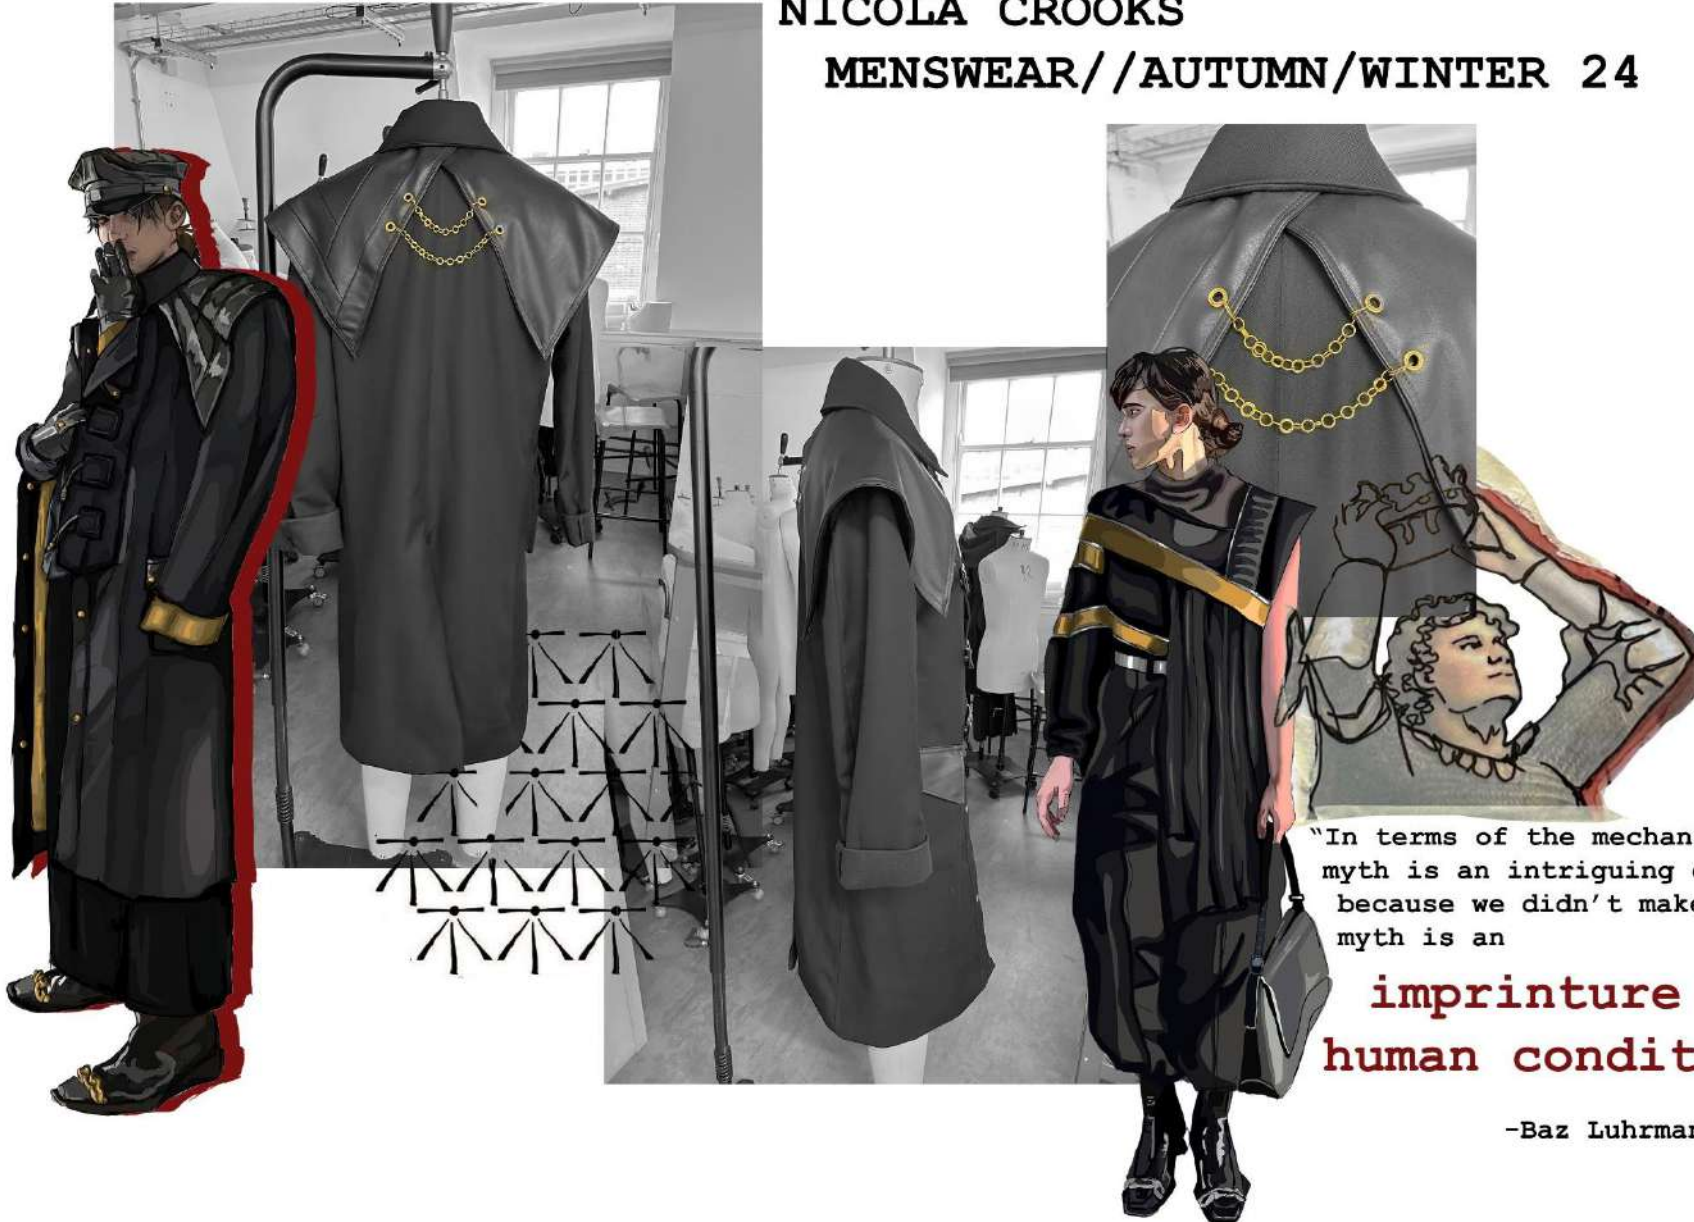 NICOLA CROOKS
MENSWEAR//AUTUMN/WINTER 24
"In terms of the mechan
myth is an intriguing
because we didn't make
myth is an
imprinture
human condit
-Baz Luhrman